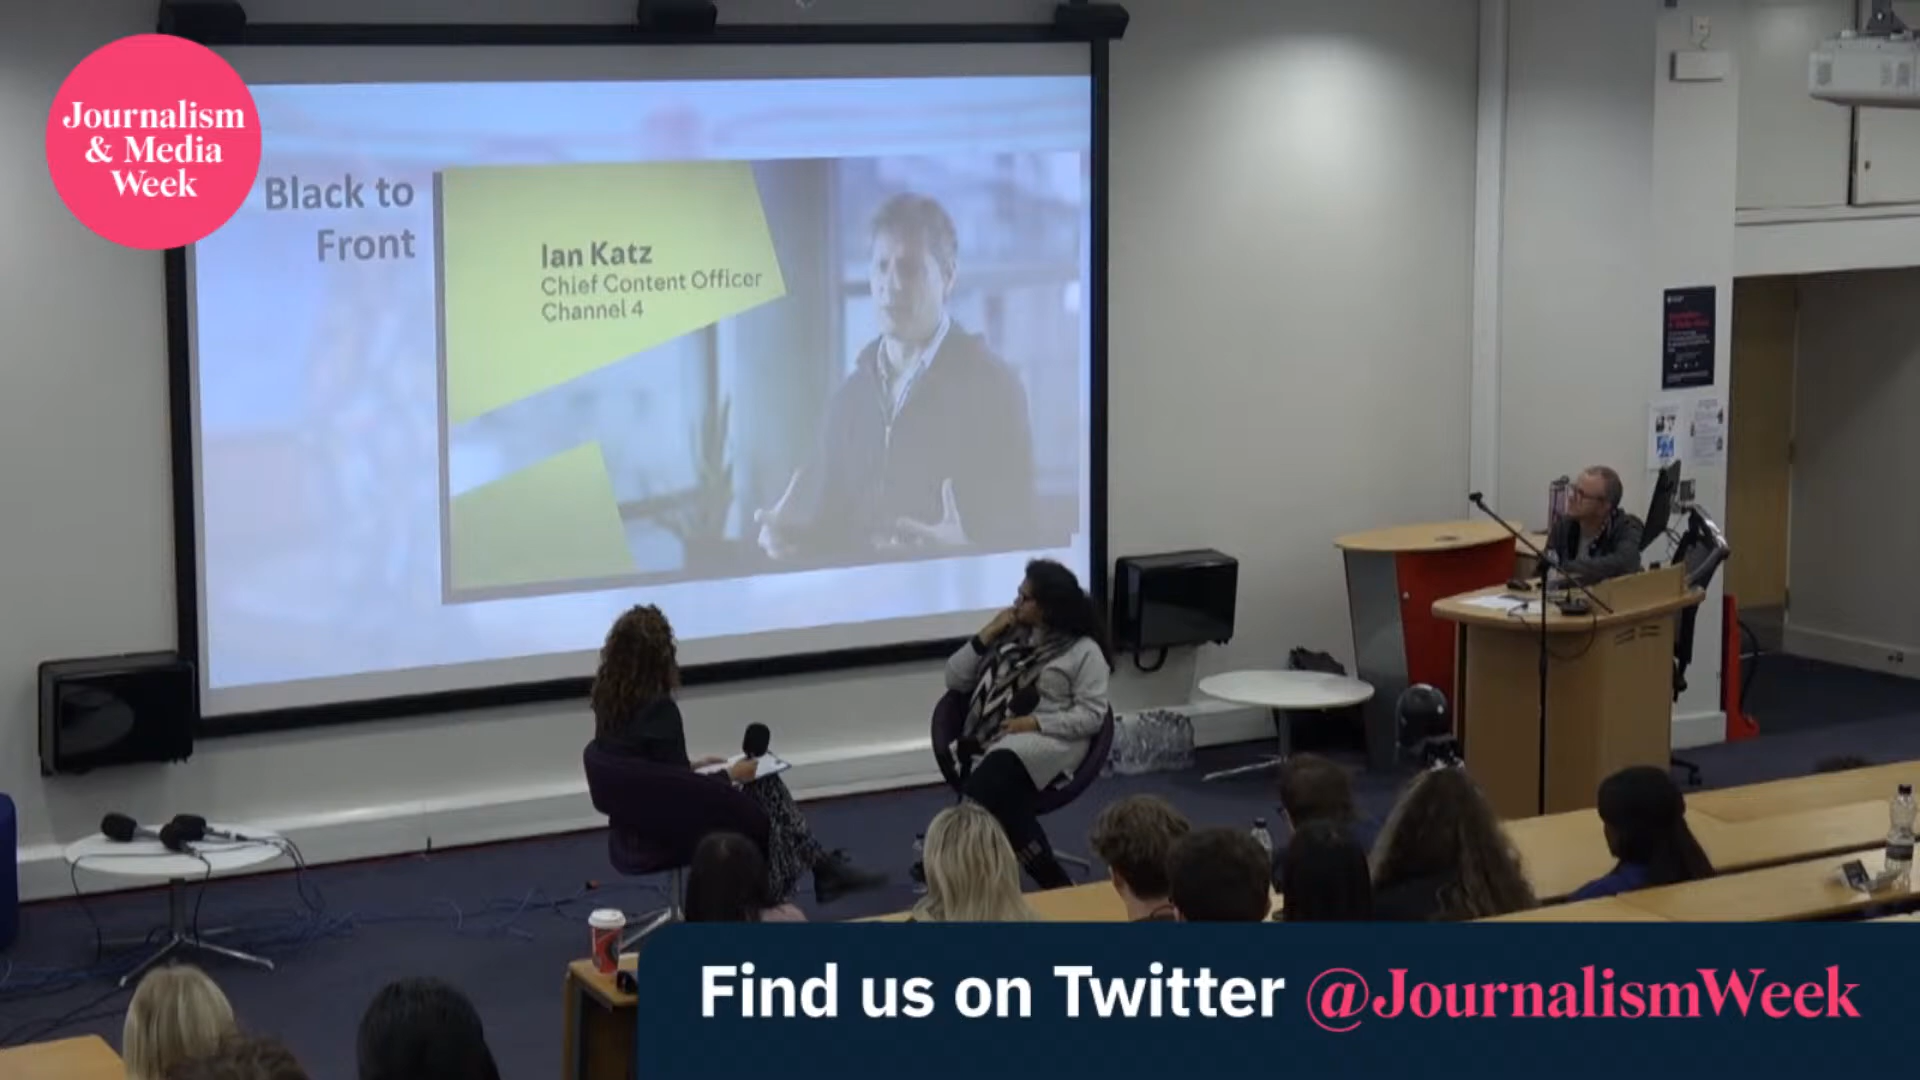 Journalism
& Media
Week
Black to
Front
Ian Katz
Chief Content Officer
Channel 4
Find us on Twitter @JournalismWeek